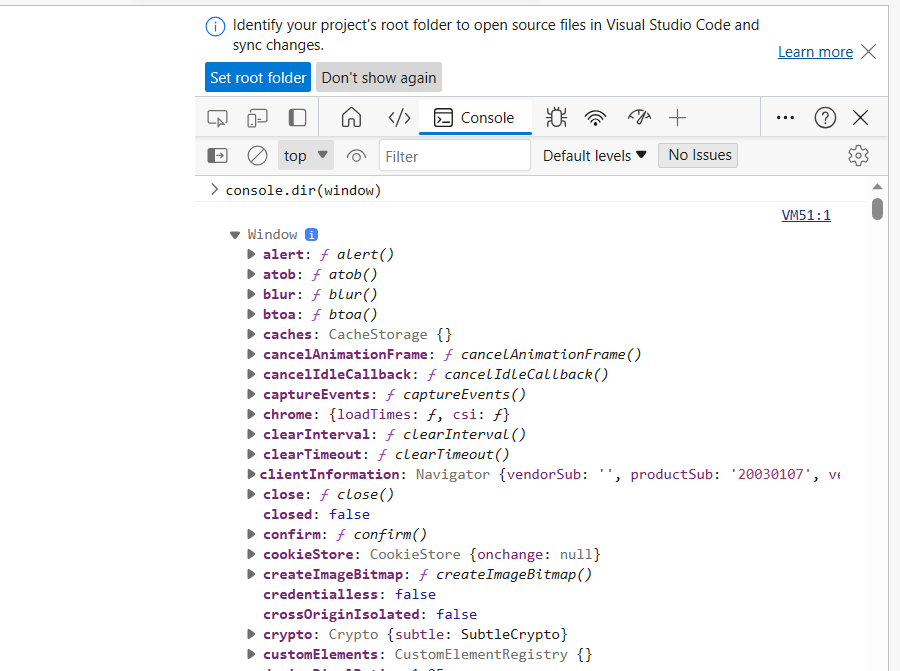 Identify your project's root folder to open source files in Visual Studio Code and
sync changes.
Learn more
Set root folder Don't show again
Console
top Filter Default levels No Issues
console.dir(window)
VM51:1
Window
alert: ƒ alert()
atob: ƒ atob()
blur: ƒ blur()
btoa: ƒ btoa()
caches: CacheStorage {}
cancelAnimationFrame: ƒ cancelAnimationFrame()
cancelIdleCallback: ƒ cancelIdleCallback()
captureEvents: ƒ captureEvents()
chrome: {loadTimes: ƒ, csi: ƒ}
clearInterval: ƒ clearInterval()
clearTimeout: ƒ clearTimeout()
clientInformation: Navigator {vendorSub: '', productSub: '20030107', ve
close: ƒ close()
closed: false
confirm: ƒ confirm()
cookieStore: CookieStore {onchange: null}
createImageBitmap: ƒ createImageBitmap()
credentialless: false
crossOriginIsolated: false
crypto: Crypto {subtle: SubtleCrypto}
customElements: CustomElementRegistry {}